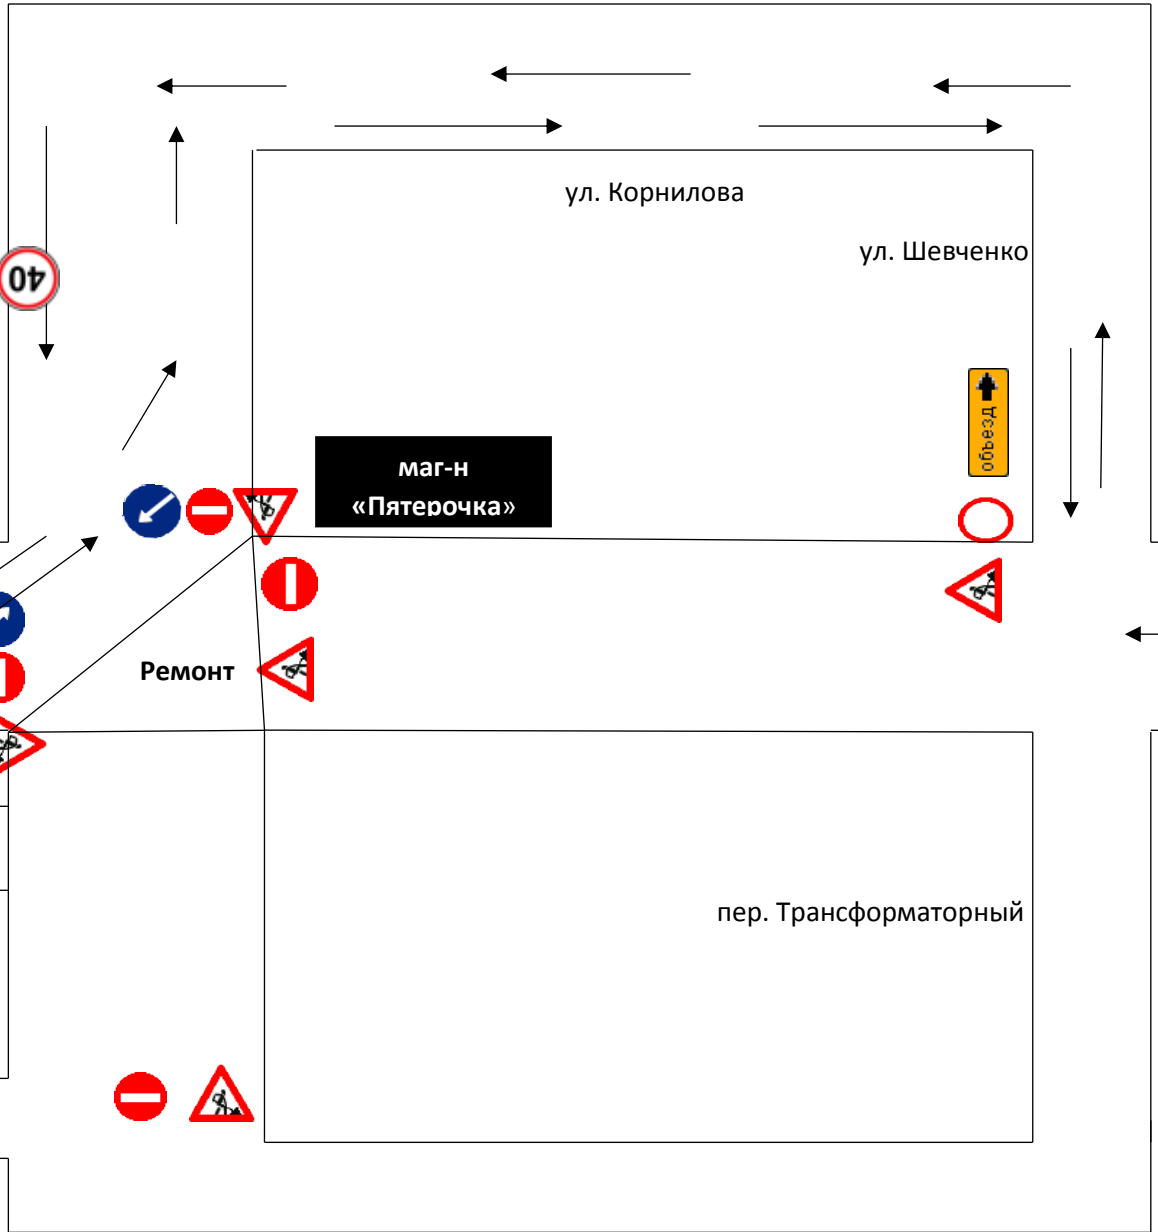 ул. Корнилова
ул. Шевченко
40
объезд
маг-н
«Пятерочка»
Ремонт
пер. Трансформаторный